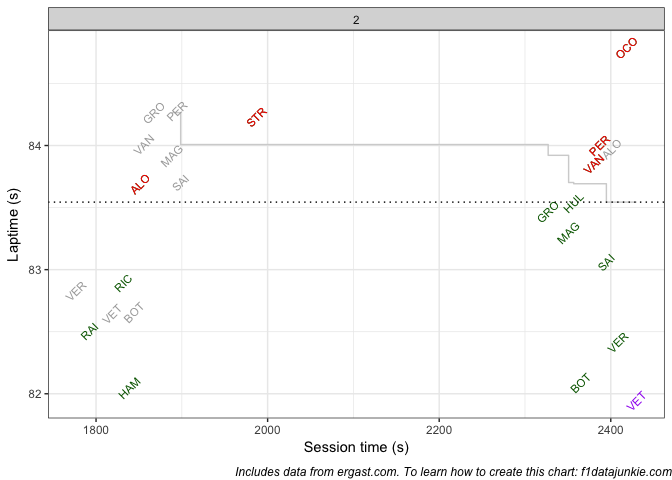 2
OCO
GRO
PER
STR
VAN
MAG
PER
ALO
VAN
ALO
SAI
84
GRO
HUL
MAG
SAI
83
VER
RIC
VET
BOT
RAI
VER
HAM
BOT
VET
82
Laptime (s)
1800
2000
2200
2400
Session time (s)
Includes data from ergast.com. To learn how to create this chart: f1datajunkie.com